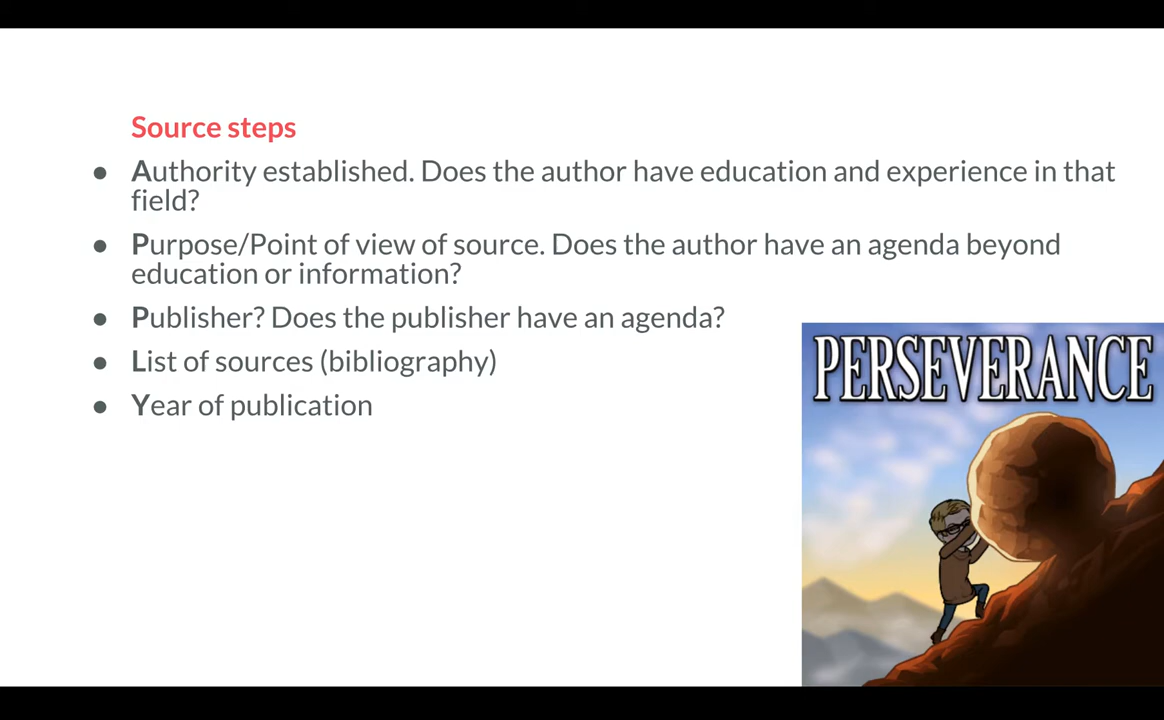 Source steps
● Authority established. Does the author have education and experience in that
field?
● Purpose/Point of view of source. Does the author have an agenda beyond
education or information?
● Publisher? Does the publisher have an agenda?
● List of sources (bibliography)
● Year of publication
PERSEVERANCE